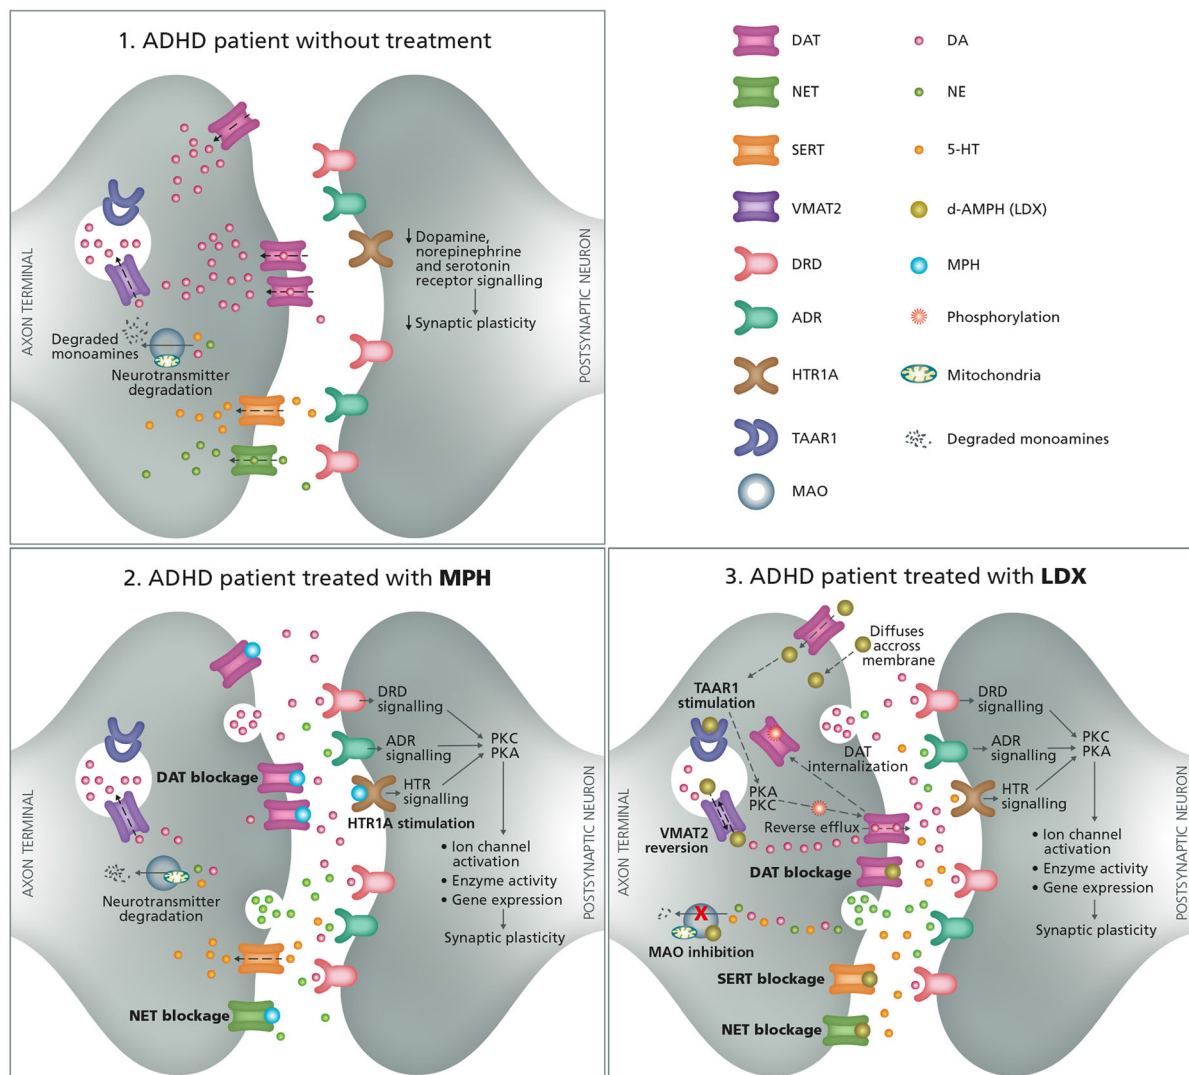 1. ADHD patient without treatment
AXON TERMINAL
POSTSYNAPTIC NEURON
Dopamine,
norepinephrine
and serotonin
receptor signalling
Synaptic plasticity
Degraded
monoamines
Neurotransmitter
degradation
DAT
NET
SERT
VMAT2
DRD
ADR
HTR1A
TAAR1
MAO
DA
NE
5-HT
d-AMPH (LDX)
MPH
Phosphorylation
Mitochondria
Degraded monoamines
2. ADHD patient treated with MPH
AXON TERMINAL
POSTSYNAPTIC NEURON
DRD
signalling
ADR
signalling
HTR
signalling
HTR1A stimulation
PKC
PKA
DAT blockage
Neurotransmitter
degradation
NET blockage
• Ion channel
activation
• Enzyme activity
• Gene expression
Synaptic plasticity
3. ADHD patient treated with LDX
AXON TERMINAL
POSTSYNAPTIC NEURON
Diffuses
accross
membrane
TAAR1
stimulation
DAT
internalization
PKA
PKC
Reverse efflux
VMAT2
reversion
DAT blockage
X
MAO inhibition
SERT blockage
NET blockage
DRD
signalling
ADR
signalling
HTR
signalling
PKC
PKA
• Ion channel
activation
• Enzyme activity
• Gene expression
Synaptic plasticity